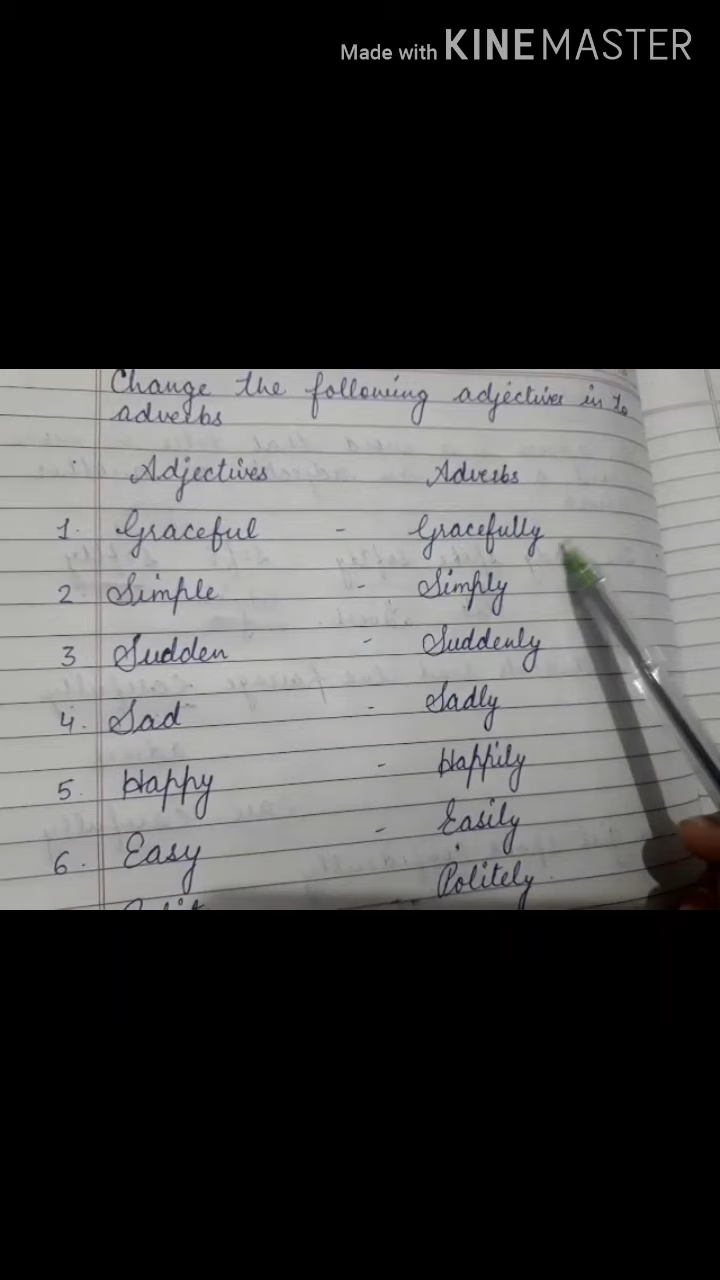 Made with KINEMASTER
Change the following adjectives in to
adverbs
Adjectives Adverbs
1. Graceful - Gracefully
2 Simple - Simply
3 Sudden - Suddenly
4. Sad - Sadly
5. Happy - Happily
6. Easy - Easily
Politely